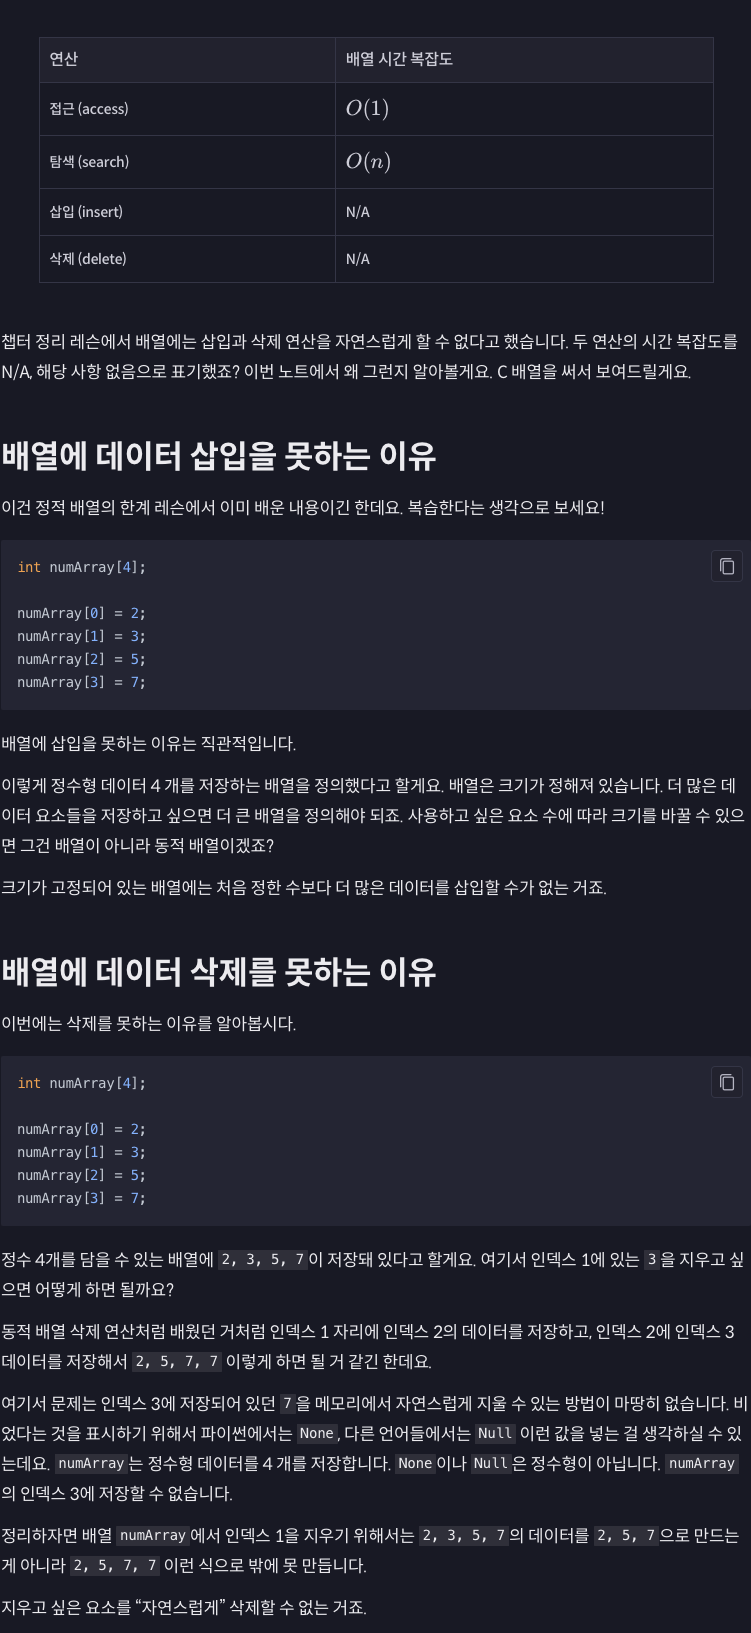 연산 배열 시간 복잡도
접근 (access) O(1)
탐색 (search) O(n)
삽입 (insert) N/A
삭제 (delete) N/A
챕터 정리 레슨에서 배열에는 삽입과 삭제 연산을 자연스럽게 할 수 없다고 했습니다. 두 연산의 시간 복잡도를
N/A, 해당 사항 없음으로 표기했죠? 이번 노트에서 왜 그런지 알아볼게요. C 배열을 써서 보여드릴게요.
배열에 데이터 삽입을 못하는 이유
이건 정적 배열의 한계 레슨에서 이미 배운 내용이긴 한데요. 복습한다는 생각으로 보세요!
int numArray[4];
numArray[0] = 2;
numArray[1] = 3;
numArray[2] = 5;
numArray[3] = 7;
배열에 삽입을 못하는 이유는 직관적입니다.
이렇게 정수형 데이터 4 개를 저장하는 배열을 정의했다고 할게요. 배열은 크기가 정해져 있습니다. 더 많은 데
이터 요소들을 저장하고 싶으면 더 큰 배열을 정의해야 되죠. 사용하고 싶은 요소 수에 따라 크기를 바꿀 수 있으
면 그건 배열이 아니라 동적 배열이겠죠?
크기가 고정되어 있는 배열에는 처음 정한 수보다 더 많은 데이터를 삽입할 수가 없는 거죠.
배열에 데이터 삭제를 못하는 이유
이번에는 삭제를 못하는 이유를 알아봅시다.
int numArray[4];
numArray[0] = 2;
numArray[1] = 3;
numArray[2] = 5;
numArray[3] = 7;
정수 4개를 담을 수 있는 배열에 2, 3, 5, 7이 저장돼 있다고 할게요. 여기서 인덱스 1에 있는 3을 지우고 싶
으면 어떻게 하면 될까요?
동적 배열 삭제 연산처럼 배웠던 거처럼 인덱스 1 자리에 인덱스 2의 데이터를 저장하고, 인덱스 2에 인덱스 3
데이터를 저장해서 2, 5, 7, 7 이렇게 하면 될 거 같긴 한데요.
여기서 문제는 인덱스 3에 저장되어 있던 7을 메모리에서 자연스럽게 지울 수 있는 방법이 마땅히 없습니다. 비
었다는 것을 표시하기 위해서 파이썬에서는 None, 다른 언어들에서는 Null 이런 값을 넣는 걸 생각하실 수 있
는데요. numArray는 정수형 데이터를 4 개를 저장합니다. None이나 Null은 정수형이 아닙니다. numArray
의 인덱스 3에 저장할 수 없습니다.
정리하자면 배열 numArray에서 인덱스 1을 지우기 위해서는 2, 3, 5, 7의 데이터를 2, 5, 7으로 만드는
게 아니라 2, 5, 7, 7 이런 식으로 밖에 못 만듭니다.
지우고 싶은 요소를 “자연스럽게” 삭제할 수 없는 거죠.